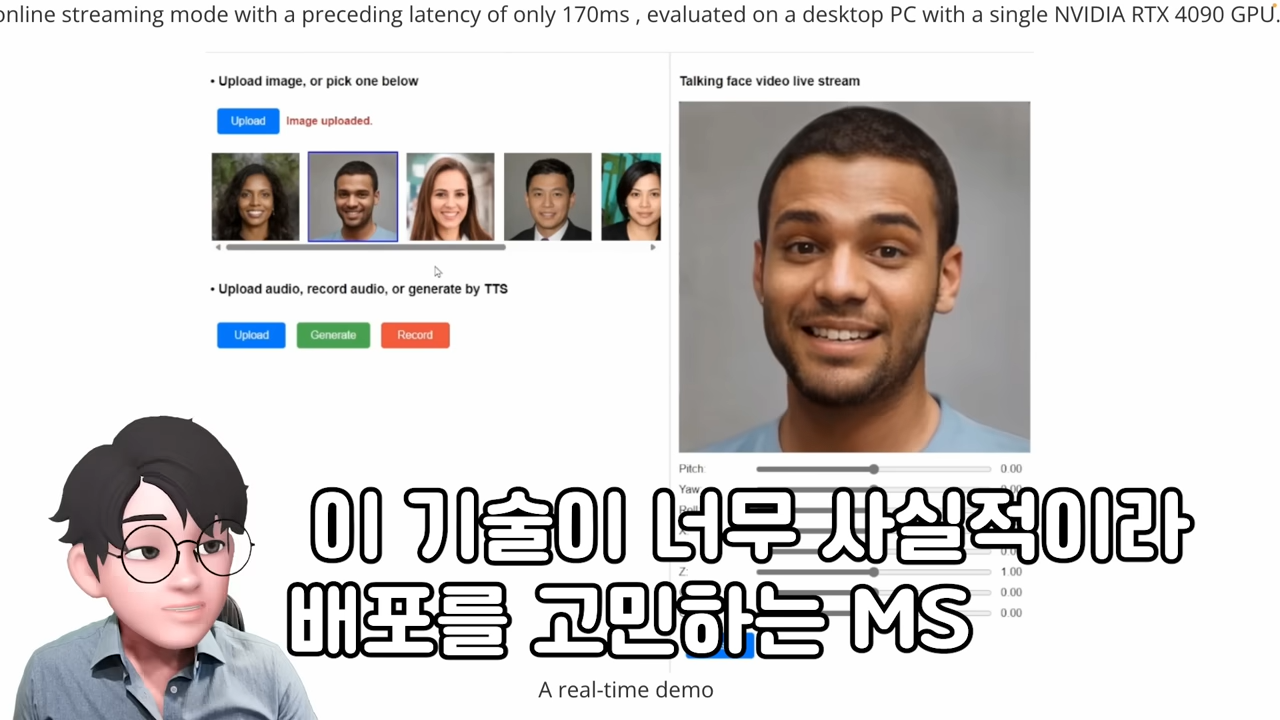 online streaming mode with a preceding latency of only 170ms , evaluated on a desktop PC with a single NVIDIA RTX 4090 GPU.
• Upload image, or pick one below
Upload
Image uploaded.
• Upload audio, record audio, or generate by TTS
Upload
Generate
Record
Talking face video live stream
Pitch:
0.00
Yaw
0.00
Z:
1.00
0.00
0.00
이 기술이 너무 사실적이라
배포를 고민하는 MS
A real-time demo